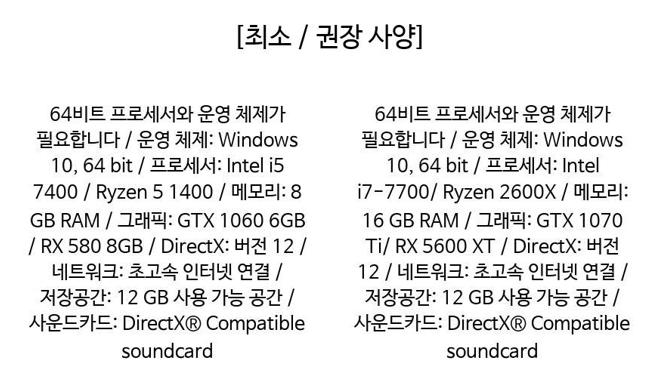 [최소 / 권장 사양]
64비트 프로세서와 운영 체제가
필요합니다 / 운영 체제: Windows
10, 64 bit / 프로세서: Intel i5
7400 / Ryzen 5 1400 / 메모리: 8
GB RAM / 그래픽: GTX 1060 6GB
/ RX 580 8GB / DirectX: 버전 12 /
네트워크: 초고속 인터넷 연결 /
저장공간: 12 GB 사용 가능 공간 /
사운드카드: DirectX® Compatible
soundcard
64비트 프로세서와 운영 체제가
필요합니다 / 운영 체제: Windows
10, 64 bit / 프로세서: Intel
i7-7700/ Ryzen 2600X / 메모리:
16 GB RAM / 그래픽: GTX 1070
Ti/ RX 5600 XT / DirectX: 버전
12 / 네트워크: 초고속 인터넷 연결 /
저장공간: 12 GB 사용 가능 공간 /
사운드카드: DirectX® Compatible
soundcard